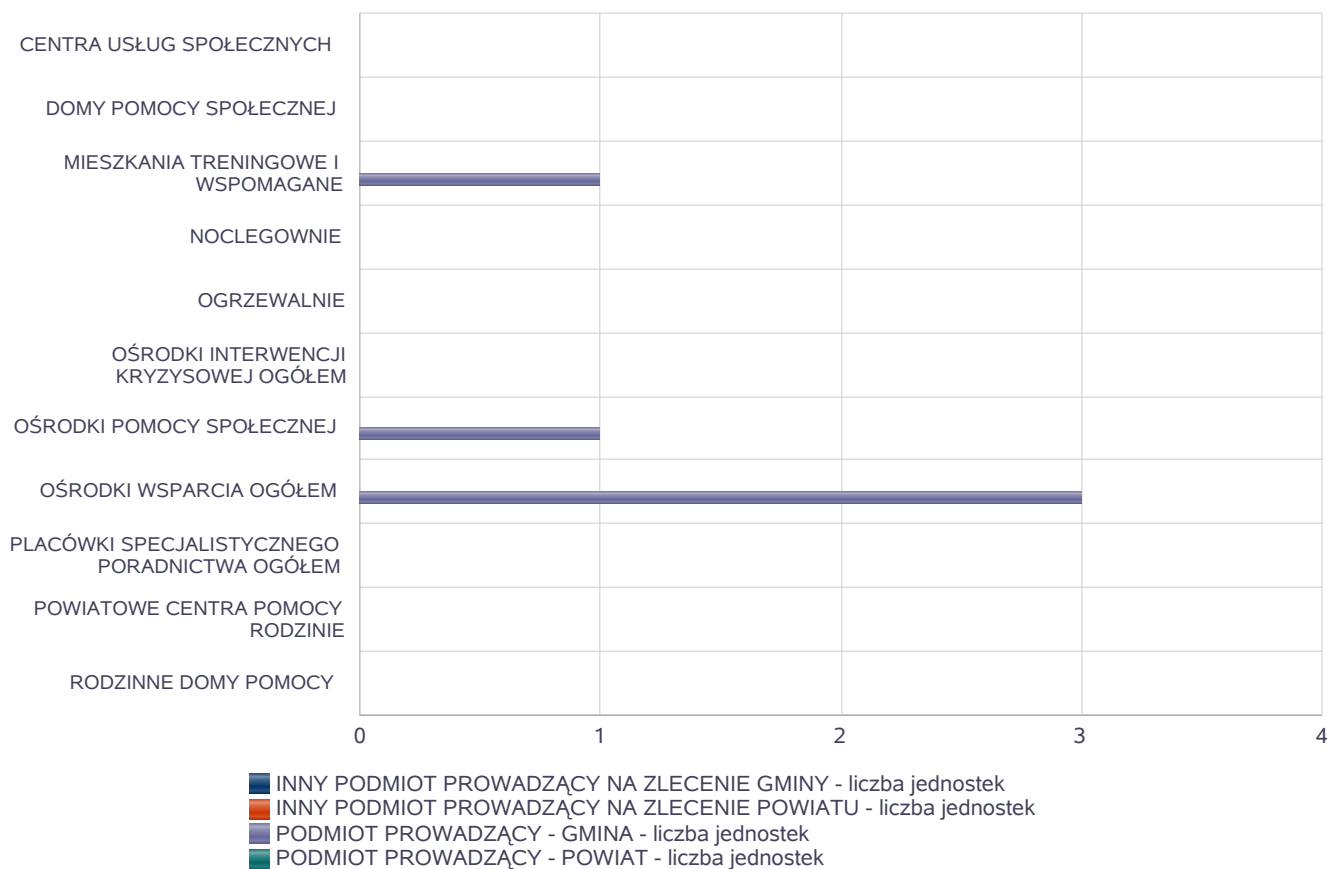 CENTRA USŁUG SPOŁECZNYCH
DOMY POMOCY SPOŁECZNEJ
MIESZKANIA TRENINGOWE I
WSPOMAGANE
NOCLEGOWNIE
OGRZEWALNIE
OŚRODKI INTERWENCJI
KRYZYSOWEJ OGÓŁEM
OŚRODKI POMOCY SPOŁECZNEJ
OŚRODKI WSPARCIA OGÓŁEM
PLACÓWKI SPECJALISTYCZNEGO
PORADNICTWA OGÓŁEM
POWIATOWE CENTRA POMOCY
RODZINIE
RODZINNE DOMY POMOCY
0 1 2 3 4
INNY PODMIOT PROWADZĄCY NA ZLECENIE GMINY - liczba jednostek
INNY PODMIOT PROWADZĄCY NA ZLECENIE POWIATU - liczba jednostek
PODMIOT PROWADZĄCY - GMINA - liczba jednostek
PODMIOT PROWADZĄCY - POWIAT - liczba jednostek